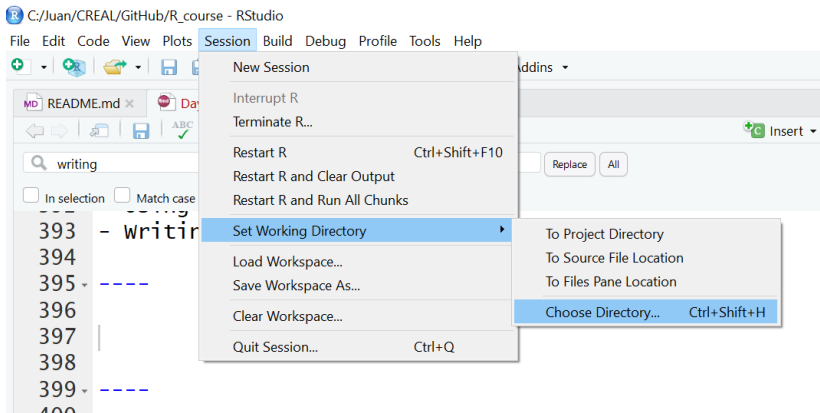 C:/Juan/CREAL/GitHub/R_course - RStudio
File Edit Code View Plots Session Build Debug Profile Tools Help
New Session
Addins
Interrupt R
README.md
Day
Terminate R...
ABC
Insert
Restart R Ctrl+Shift+F10
writing
Replace All
Restart R and Clear Output
In selection
Match case
Restart R and Run All Chunks
393 - Writin
Set Working Directory
To Project Directory
394
To Source File Location
Load Workspace...
395 ----
To Files Pane Location
Save Workspace As...
396
Choose Directory... Ctrl+Shift+H
Clear Workspace...
397
Quit Session... Ctrl+Q
398
399 ----